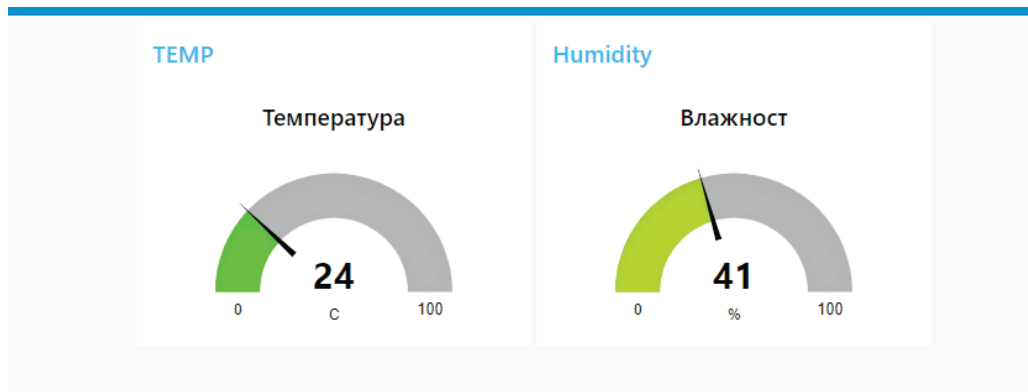 TEMP
Температура
24
0
C
100
Humidity
Влажност
41
0
%
100